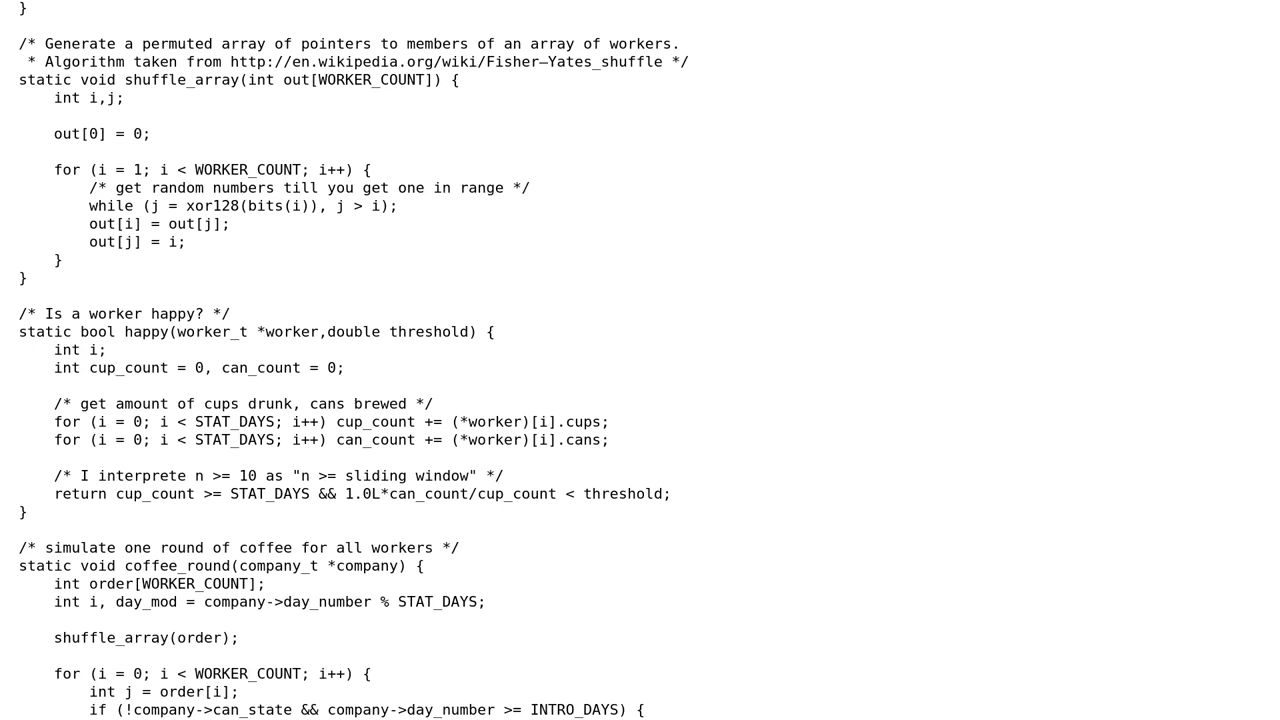 }
/* Generate a permuted array of pointers to members of an array of workers.
 * Algorithm taken from http://en.wikipedia.org/wiki/Fisher–Yates_shuffle */
static void shuffle_array(int out[WORKER_COUNT]) {
    int i,j;
    out[0] = 0;
    for (i = 1; i < WORKER_COUNT; i++) {
        /* get random numbers till you get one in range */
        while (j = xor128(bits(i)), j > i);
        out[i] = out[j];
        out[j] = i;
    }
}
/* Is a worker happy? */
static bool happy(worker_t *worker,double threshold) {
    int i;
    int cup_count = 0, can_count = 0;
    /* get amount of cups drunk, cans brewed */
    for (i = 0; i < STAT_DAYS; i++) cup_count += (*worker)[i].cups;
    for (i = 0; i < STAT_DAYS; i++) can_count += (*worker)[i].cans;
    /* I interprete n >= 10 as "n >= sliding window" */
    return cup_count >= STAT_DAYS && 1.0L*can_count/cup_count < threshold;
}
/* simulate one round of coffee for all workers */
static void coffee_round(company_t *company) {
    int order[WORKER_COUNT];
    int i, day_mod = company->day_number % STAT_DAYS;
    shuffle_array(order);
    for (i = 0; i < WORKER_COUNT; i++) {
        int j = order[i];
        if (!company->can_state && company->day_number >= INTRO_DAYS) {